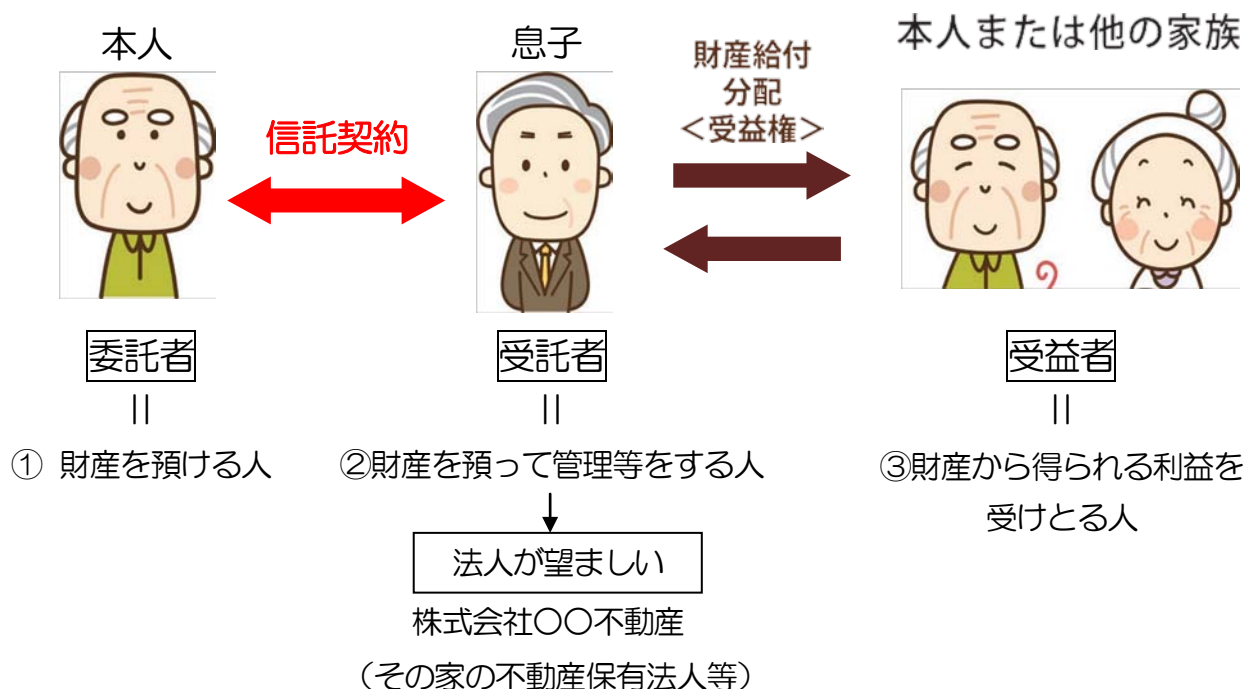 本人
息子
本人または他の家族
信託契約
財産給付
分配
＜受益権＞
委託者
受託者
受益者
||
||
||
① 財産を預ける人
②財産を預って管理等をする人
③財産から得られる利益を
受けとる人
法人が望ましい
株式会社〇〇不動産
（その家の不動産保有法人等）